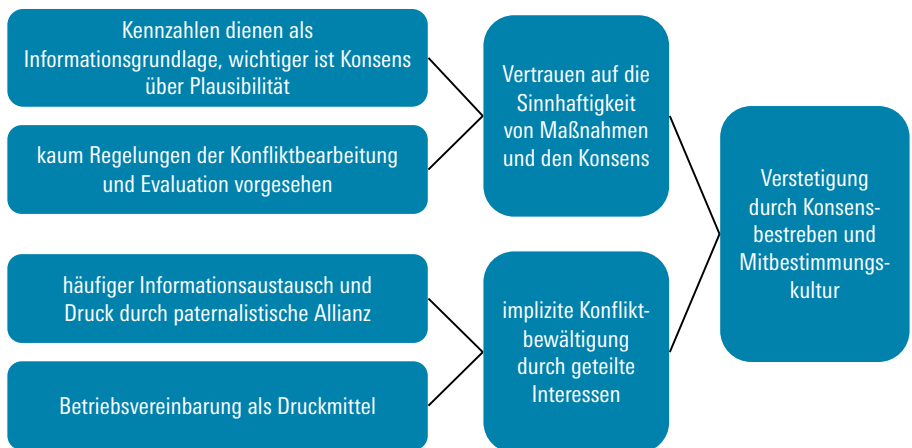 Kennzahlen dienen als
Informationsgrundlage, wichtiger ist Konsens
über Plausibilität
kaum Regelungen der Konfliktbearbeitung
und Evaluation vorgesehen
häufiger Informationsaustausch und
Druck durch paternalistische Allianz
Betriebsvereinbarung als Druckmittel
Vertrauen auf die
Sinnhaftigkeit
von Maßnahmen
und den Konsens
implizite Konflikt-
bewältigung
durch geteilte
Interessen
Verstetigung
durch Konsens-
bestreben und
Mitbestimmungs-
kultur